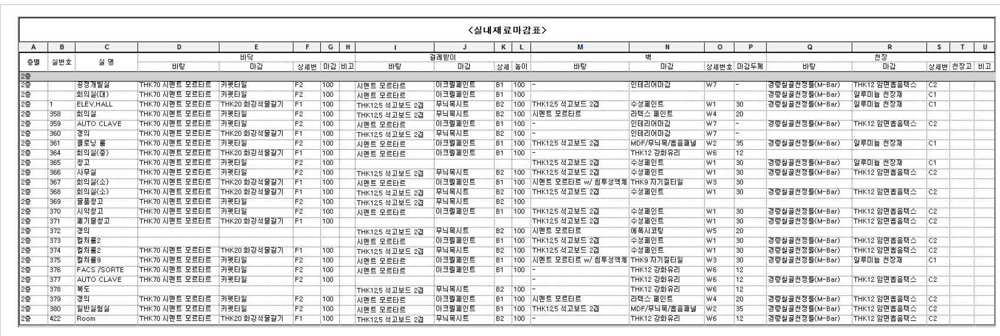 <실내재료마감표>
A B C D E F G H I J K L M N O P Q R S T U
층별 실번호 실 명 바닥 걸레받이 벽 천장
바탕 마감 상세번 마감 비고 바탕 마감 상세 높이 바탕 마감 상세번호 마감두께 바탕 마감 상세번 천장고 비고
2층
2층 공정개발실 THK70 시멘트 모르타르 카펫타일 F2 100 시멘트 모르타르 아크릴페인트 B1 100 - 인테리어마감 W7 - 경량철골천정틀(M-Bar) THK12 암면흡음텍스 C2
2층 회의실(대) THK70 시멘트 모르타르 카펫타일 F2 100 시멘트 모르타르 아크릴페인트 B1 100 경량철골천정틀(M-Bar) 알루미늄 천장재 C1
2층 1 ELEV.HALL THK70 시멘트 모르타르 THK20 화강석물갈기 F1 100 THK12.5 석고보드 2겹 무늬목시트 B2 100 THK12.5 석고보드 2겹 수성페인트 W1 30 경량철골천정틀(M-Bar) 알루미늄 천장재 C1
2층 358 회의실 THK70 시멘트 모르타르 카펫타일 F2 100 THK12.5 석고보드 2겹 무늬목시트 B2 100 시멘트 모르타르 라텍스 페인트 W4 20
2층 359 AUTO CLAVE THK70 시멘트 모르타르 카펫타일 F2 100 시멘트 모르타르 아크릴페인트 B1 100 - 인테리어마감 W7 - 경량철골천정틀(M-Bar) THK12 암면흡음텍스 C2
2층 360 갱의 THK70 시멘트 모르타르 THK20 화강석물갈기 F1 100 THK12.5 석고보드 2겹 무늬목시트 B2 100 - 인테리어마감 W7 -
2층 361 클로닝 룸 THK70 시멘트 모르타르 카펫타일 F2 100 시멘트 모르타르 아크릴페인트 B1 100 THK12.5 석고보드 2겹 MDF/무늬목/흡음패널 W2 35 경량철골천정틀(M-Bar) 알루미늄 천장재 C1
2층 364 회의실(중) THK70 시멘트 모르타르 THK20 화강석물갈기 F1 100 시멘트 모르타르 아크릴페인트 B1 100 - THK12 강화유리 W6 12
2층 365 창고 THK70 시멘트 모르타르 카펫타일 F2 100 THK12.5 석고보드 2겹 수성페인트 W1 30 경량철골천정틀(M-Bar) 알루미늄 천장재 C1
2층 366 사무실 THK70 시멘트 모르타르 카펫타일 F2 100 THK12.5 석고보드 2겹 무늬목시트 B2 100 THK12.5 석고보드 2겹 수성페인트 W1 30 경량철골천정틀(M-Bar) THK12 암면흡음텍스 C2
2층 367 회의실(소) THK70 시멘트 모르타르 THK20 화강석물갈기 F1 100 시멘트 모르타르 아크릴페인트 B1 100 시멘트 모르타르 w/ 침투성액체 THK9 자기질타일 W3 30
2층 368 회의실(소) THK70 시멘트 모르타르 THK20 화강석물갈기 F1 100 THK12.5 석고보드 2겹 무늬목시트 B2 100 THK12.5 석고보드 2겹 수성페인트 W1 30 경량철골천정틀(M-Bar) THK12 암면흡음텍스 C2
2층 369 물품창고 THK70 시멘트 모르타르 카펫타일 F2 100 THK12.5 석고보드 2겹 무늬목시트 B2 100
2층 370 시약창고 THK70 시멘트 모르타르 카펫타일 F2 100 시멘트 모르타르 아크릴페인트 B1 100 THK12.5 석고보드 2겹 수성페인트 W1 30 경량철골천정틀(M-Bar) THK12 암면흡음텍스 C2
2층 371 폐기물창고 THK70 시멘트 모르타르 THK20 화강석물갈기 F1 100 THK12.5 석고보드 2겹 수성페인트 W1 30 경량철골천정틀(M-Bar) THK12 암면흡음텍스 C2
2층 372 갱의 THK12.5 석고보드 2겹 무늬목시트 B2 100 시멘트 모르타르 에폭시코팅 W5 20
2층 373 컬처룸2 시멘트 모르타르 아크릴페인트 B1 100 THK12.5 석고보드 2겹 수성페인트 W1 30 경량철골천정틀(M-Bar) THK12 암면흡음텍스 C2
2층 374 컬처룸2 THK70 시멘트 모르타르 THK20 화강석물갈기 F1 100 THK12.5 석고보드 2겹 무늬목시트 B2 100 THK12.5 석고보드 2겹 수성페인트 W1 30 경량철골천정틀(M-Bar) THK12 암면흡음텍스 C2
2층 375 컬처룸9 THK70 시멘트 모르타르 카펫타일 F2 100 시멘트 모르타르 아크릴페인트 B1 100 시멘트 모르타르 w/ 침투성액체 THK9 자기질타일 W3 30 경량철골천정틀(M-Bar) 알루미늄 천장재 C1
2층 376 FACS /SORTE THK70 시멘트 모르타르 카펫타일 F2 100 시멘트 모르타르 아크릴페인트 B1 100 - THK12 강화유리 W6 12
2층 377 AUTO CLAVE THK70 시멘트 모르타르 카펫타일 F2 100 - THK12 강화유리 W6 12 경량철골천정틀(M-Bar) THK12 암면흡음텍스 C2
2층 378 복도 THK12.5 석고보드 2겹 무늬목시트 B2 100 - THK12 강화유리 W6 12
2층 379 갱의 THK70 시멘트 모르타르 카펫타일 F2 100 시멘트 모르타르 아크릴페인트 B1 100 시멘트 모르타르 라텍스 페인트 W4 20 경량철골천정틀(M-Bar) THK12 암면흡음텍스 C2
2층 380 일반실험실 THK70 시멘트 모르타르 카펫타일 F2 100 시멘트 모르타르 아크릴페인트 B1 100 THK12.5 석고보드 2겹 MDF/무늬목/흡음패널 W2 35 경량철골천정틀(M-Bar) THK12 암면흡음텍스 C2
2층 422 Room THK70 시멘트 모르타르 THK20 화강석물갈기 F1 100 THK12.5 석고보드 2겹 무늬목시트 B2 100 - THK12 강화유리 W6 12 경량철골천정틀(M-Bar) THK12 암면흡음텍스 C2